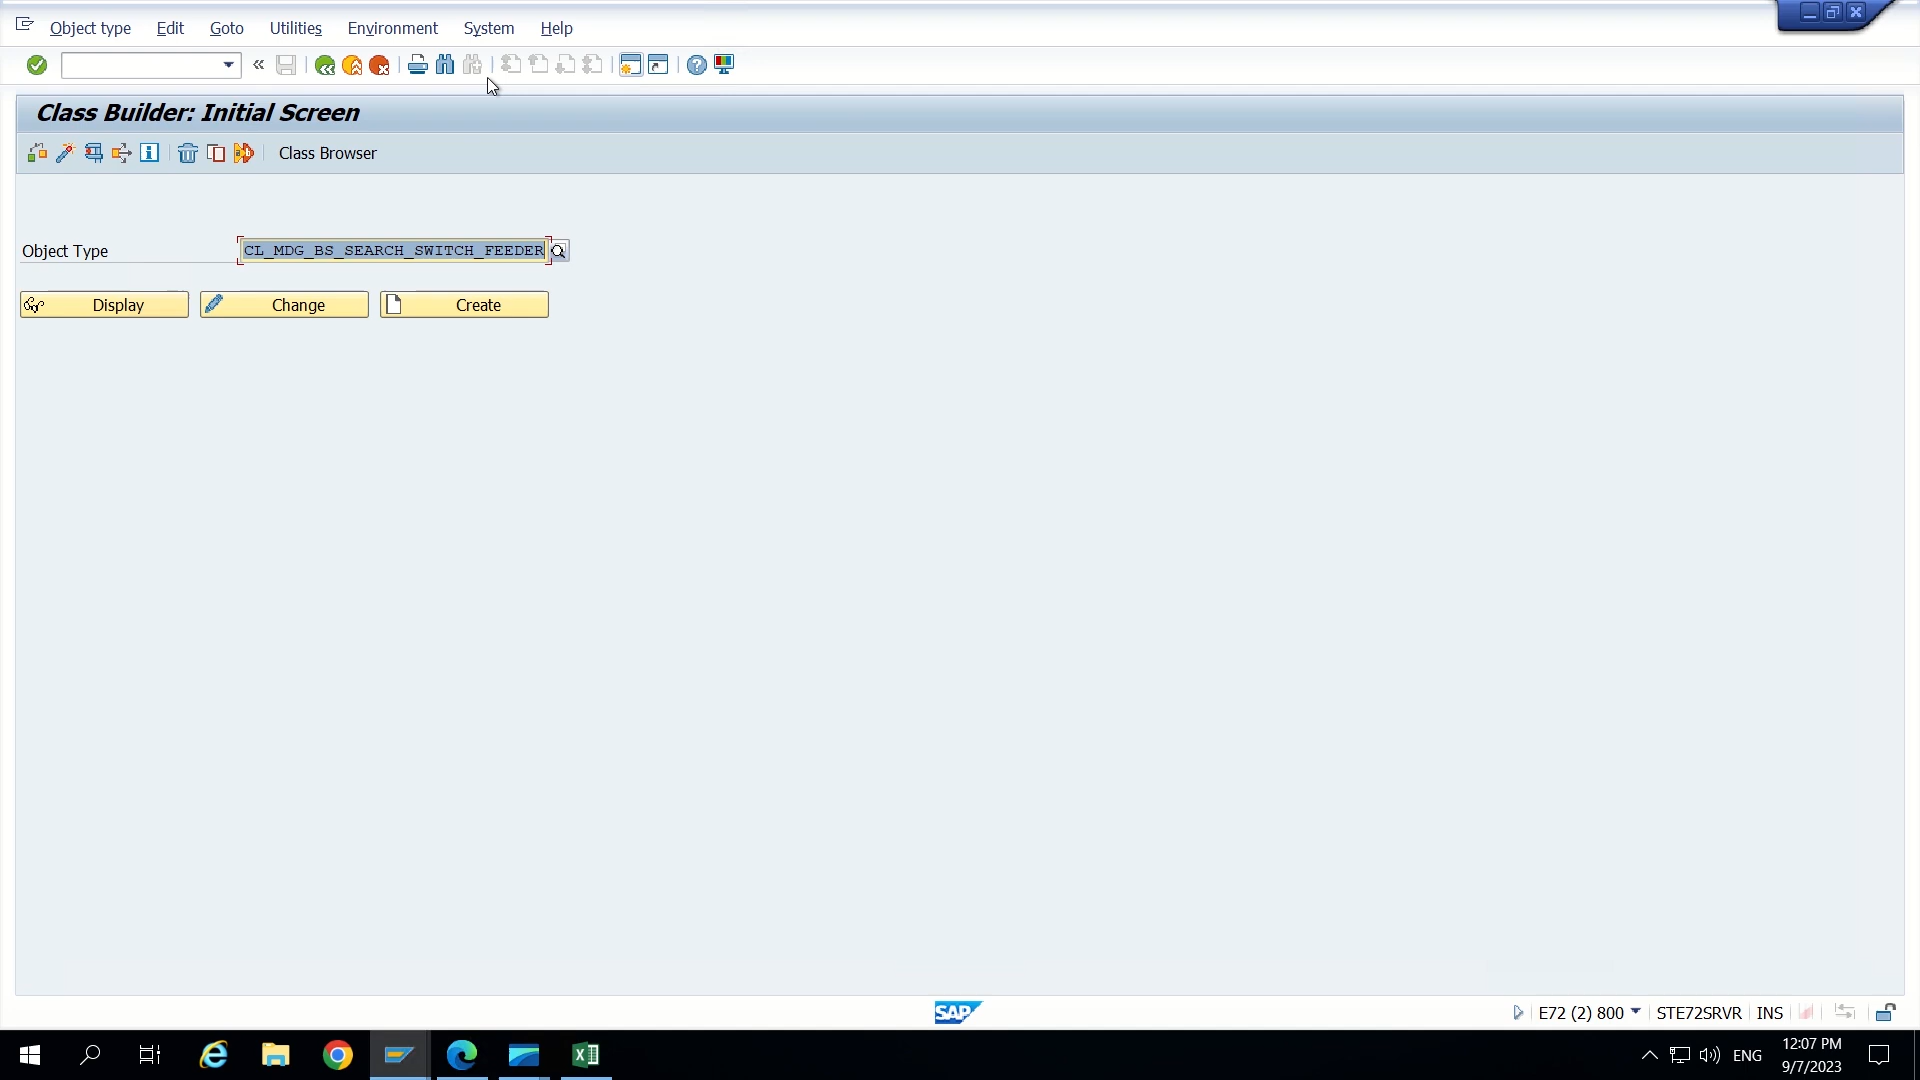 Object type Edit Goto Utilities Environment System Help
Class Builder: Initial Screen
Class Browser
Object Type CL_MDG_BS_SEARCH_SWITCH_FEEDER
Display Change Create
SAP E72 (2) 800 STE72SRVR INS
ENG 12:07 PM
9/7/2023